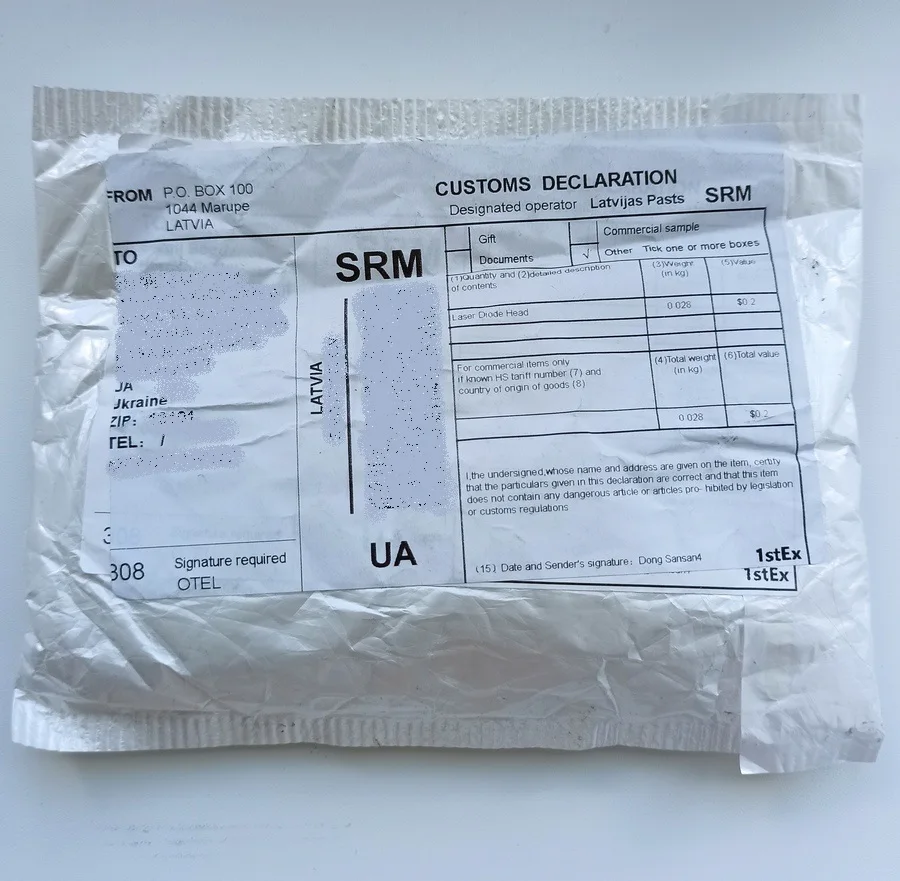 FROM P.O. BOX 100
1044 Marupe
LATVIA
CUSTOMS DECLARATION
Designated operator Latvijas Pasts SRM
TO
UA
Ukraine
ZIP:
TEL: /
308
Signature required
OTEL
SRM
LATVIA
UA
Gift
Commercial sample
Documents
√ Other Tick one or more boxes
(1)Quantity and (2)detailed description
of contents
(3)Weight
(in kg)
(5)Value
Laser Diode Head
0.028
$0.2
For commercial items only
if known HS tariff number (7) and
country of origin of goods (8)
(4)Total weight
(in kg)
(6)Total value
0.028
$0.2
I,the undersigned,whose name and address are given on the item, certify
that the particulars given in this declaration are correct and that this item
does not contain any dangerous article or articles pro- hibited by legislation
or customs regulations
(15) Date and Sender's signature: Dong Sansan4
1stEx
1stEx